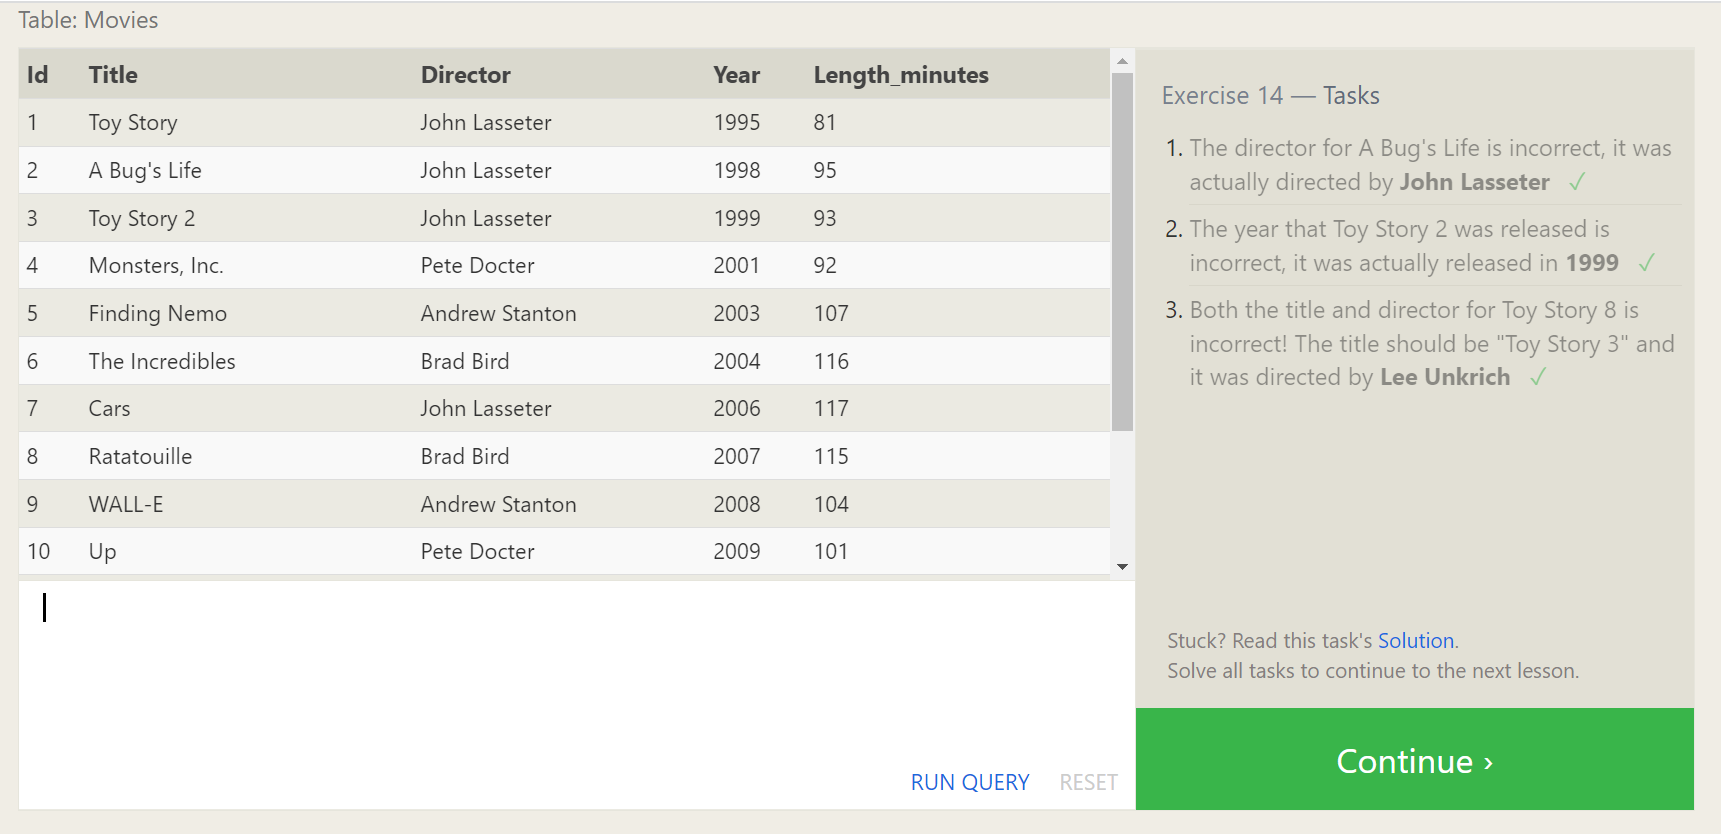 Table: Movies
Id Title Director Year Length_minutes
1 Toy Story John Lasseter 1995 81
2 A Bug's Life John Lasseter 1998 95
3 Toy Story 2 John Lasseter 1999 93
4 Monsters, Inc. Pete Docter 2001 92
5 Finding Nemo Andrew Stanton 2003 107
6 The Incredibles Brad Bird 2004 116
7 Cars John Lasseter 2006 117
8 Ratatouille Brad Bird 2007 115
9 WALL-E Andrew Stanton 2008 104
10 Up Pete Docter 2009 101
RUN QUERY RESET
Exercise 14 — Tasks
1. The director for A Bug's Life is incorrect, it was
actually directed by John Lasseter ✓
2. The year that Toy Story 2 was released is
incorrect, it was actually released in 1999 ✓
3. Both the title and director for Toy Story 8 is
incorrect! The title should be "Toy Story 3" and
it was directed by Lee Unkrich ✓
Stuck? Read this task's Solution.
Solve all tasks to continue to the next lesson.
Continue ›